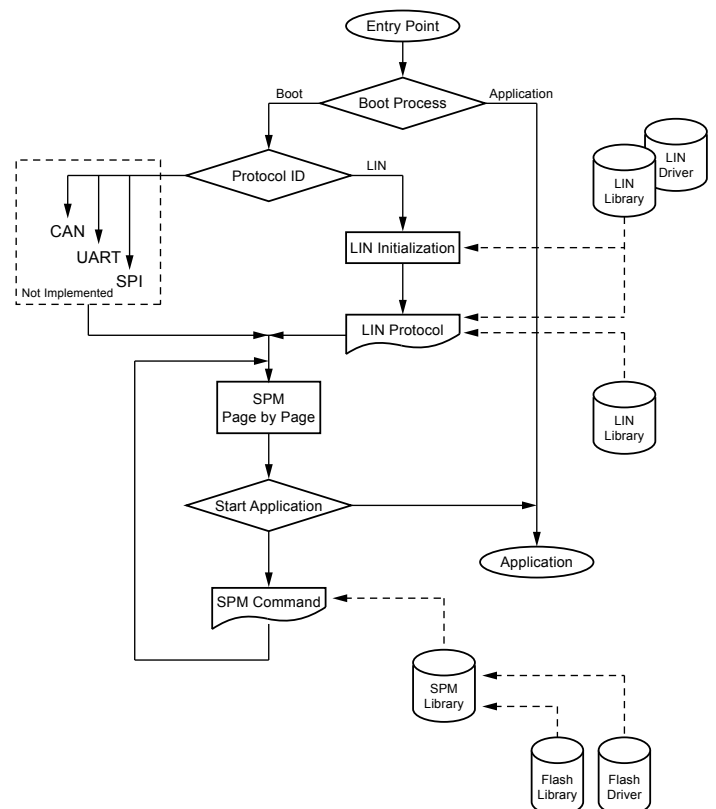 Entry Point
Boot
Application
Boot Process
Protocol ID
LIN
LIN
Driver
LIN
Library
CAN
UART
SPI
Not Implemented
LIN Initialization
LIN Protocol
SPM
Page by Page
LIN
Library
Start Application
Application
SPM Command
SPM
Library
Flash
Library
Flash
Driver